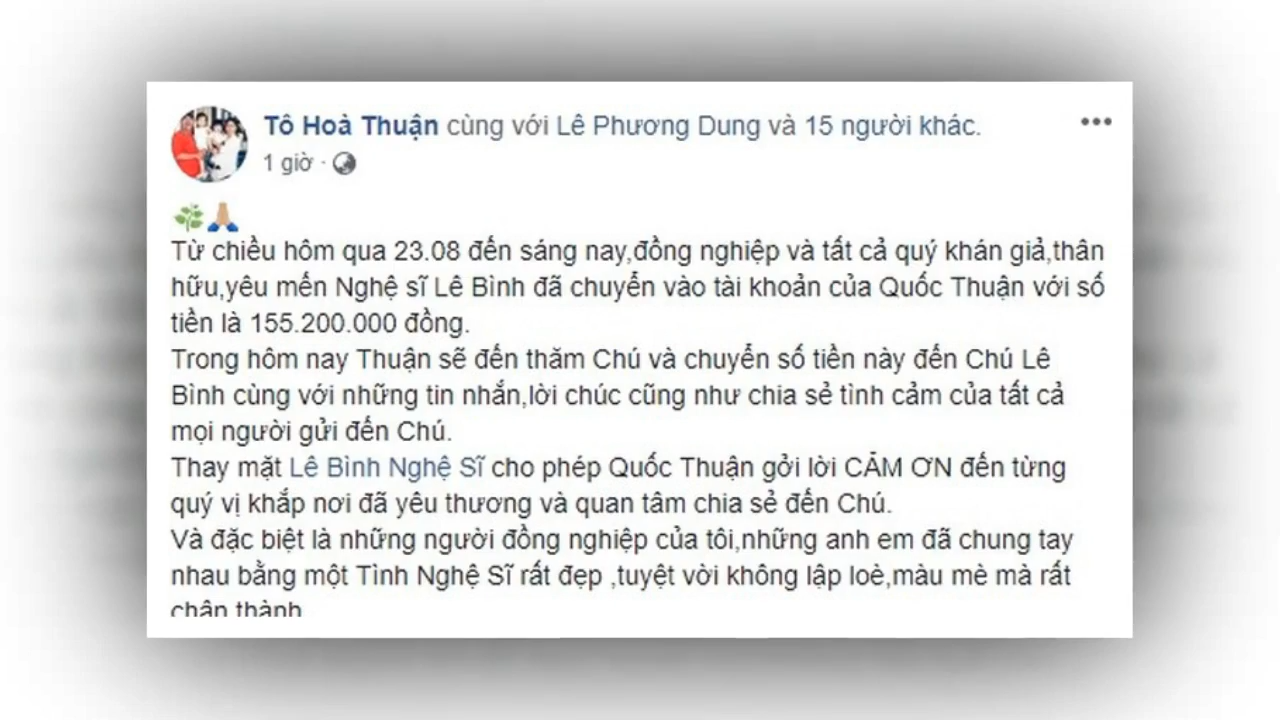 Tô Hoà Thuận cùng với Lê Phương Dung và 15 người khác.
1 giờ ·
Từ chiều hôm qua 23.08 đến sáng nay,đồng nghiệp và tất cả quý khán giả,thân
hữu,yêu mến Nghệ sĩ Lê Bình đã chuyển vào tài khoản của Quốc Thuận với số
tiền là 155.200.000 đồng.
Trong hôm nay Thuận sẽ đến thăm Chú và chuyển số tiền này đến Chú Lê
Bình cùng với những tin nhắn,lời chúc cũng như chia sẻ tình cảm của tất cả
mọi người gửi đến Chú.
Thay mặt Lê Bình Nghệ Sĩ cho phép Quốc Thuận gởi lời CẢM ƠN đến từng
quý vị khắp nơi đã yêu thương và quan tâm chia sẻ đến Chú.
Và đặc biệt là những người đồng nghiệp của tôi,những anh em đã chung tay
nhau bằng một Tình Nghệ Sĩ rất đẹp ,tuyệt vời không lập loè,màu mè mà rất
chân thành